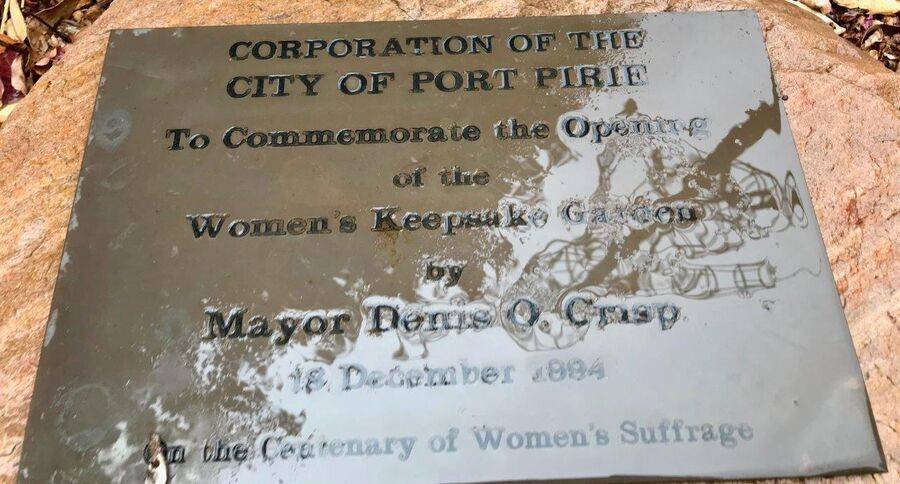 CORPORATION OF THE
CITY OF PORT PIRIE
To Commemorate the Opening
of the
Women's Keepsake Garden
by
Mayor Denis O. Crisp
18 December 1994
On the Centenary of Women's Suffrage